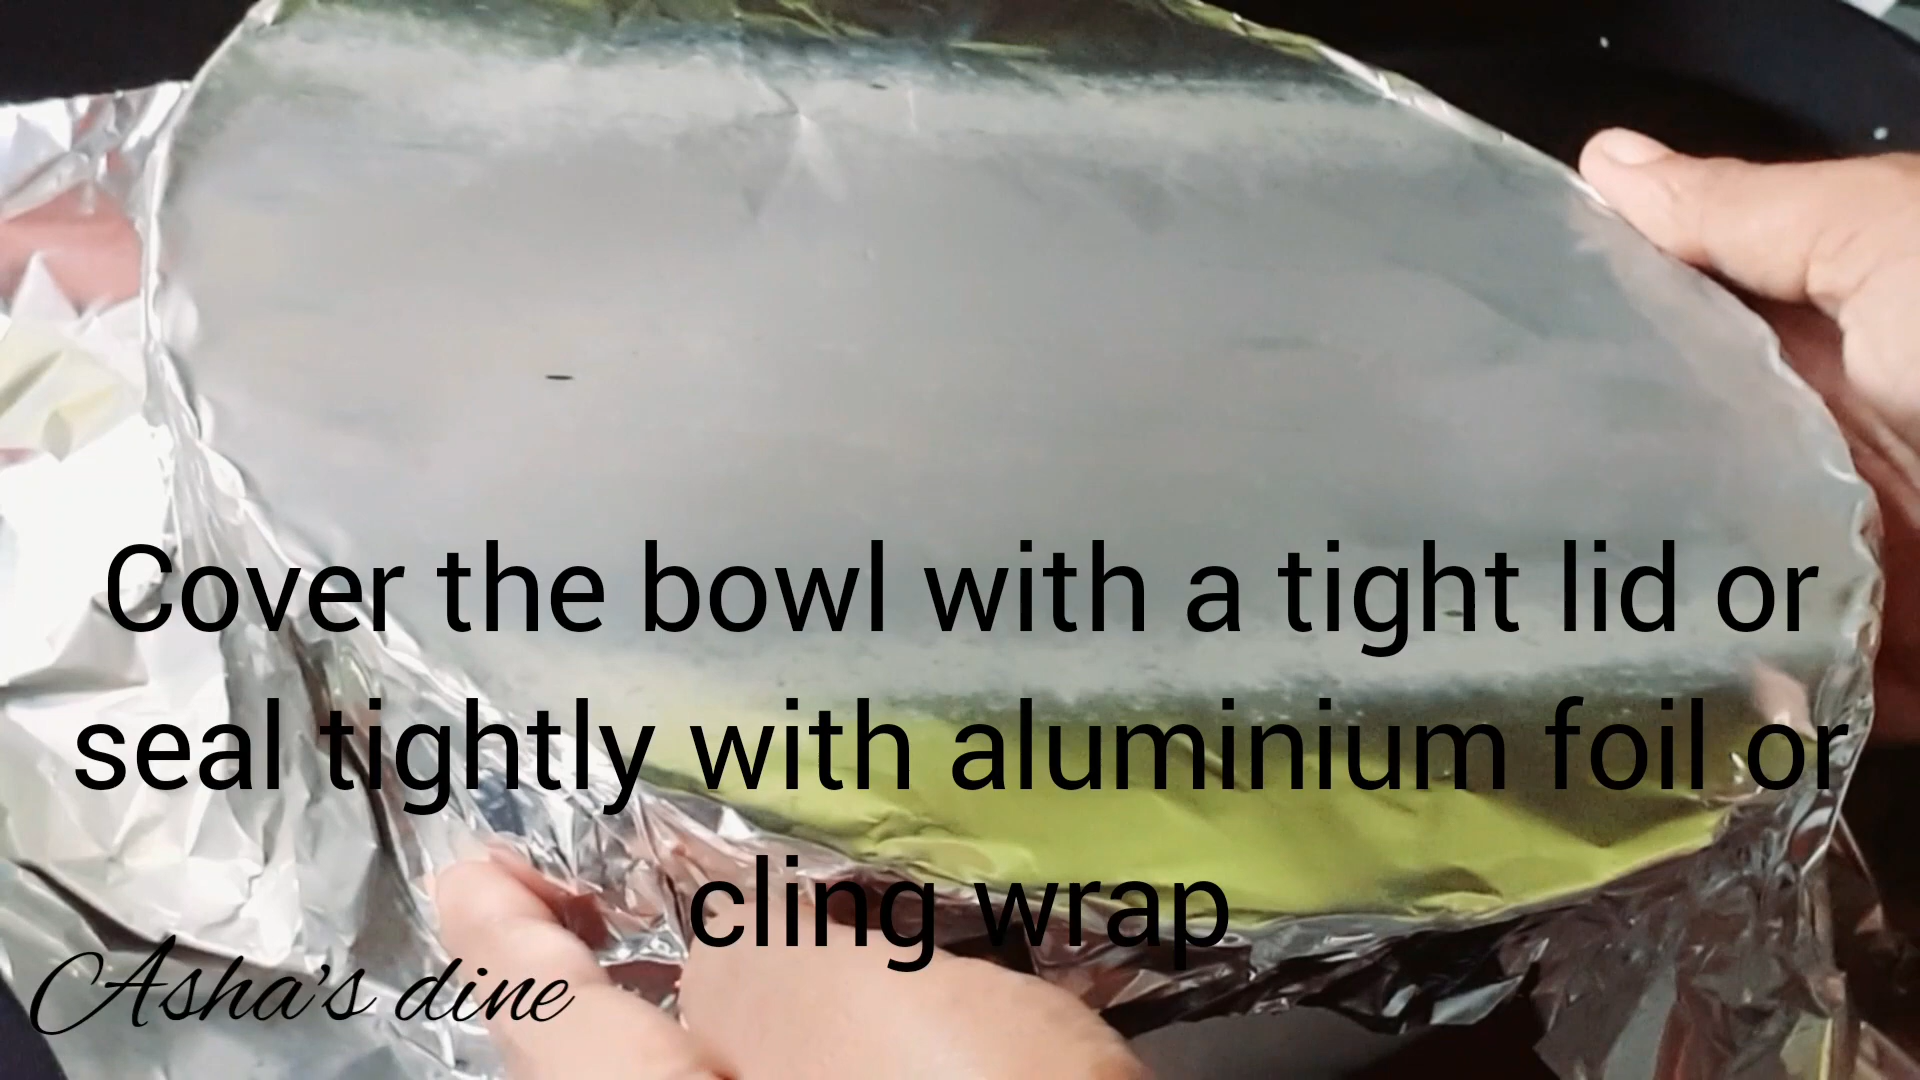 Cover the bowl with a tight lid or
seal tightly with aluminium foil or
cling wrap
Asha's dine